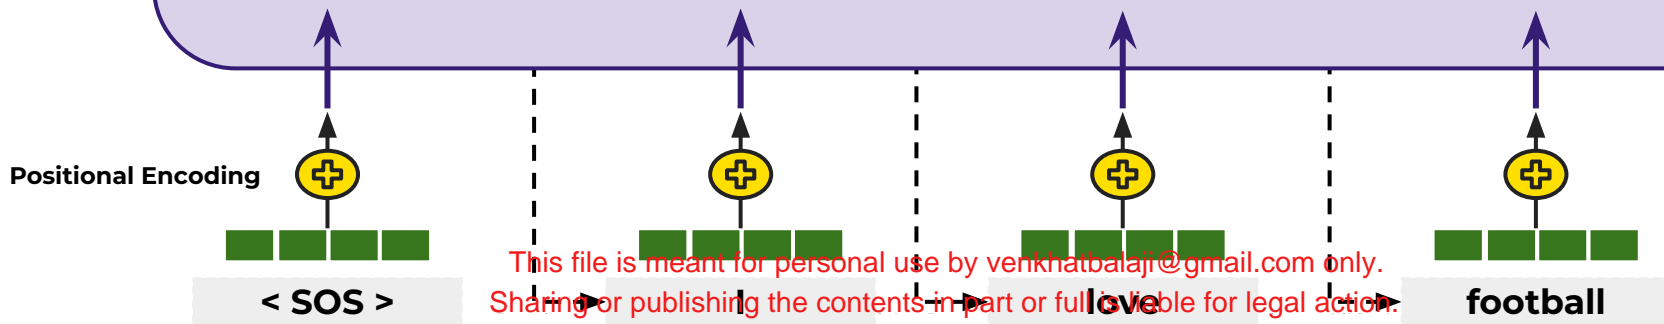 Positional Encoding
This file is meant for personal use by venkhatbalaji@gmail.com only.
< SOS > I love football
Sharing or publishing the contents in part or full is liable for legal action.